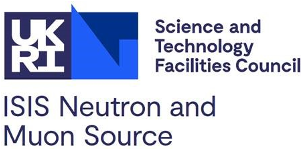 UK
RI
Science and
Technology
Facilities Council
ISIS Neutron and
Muon Source